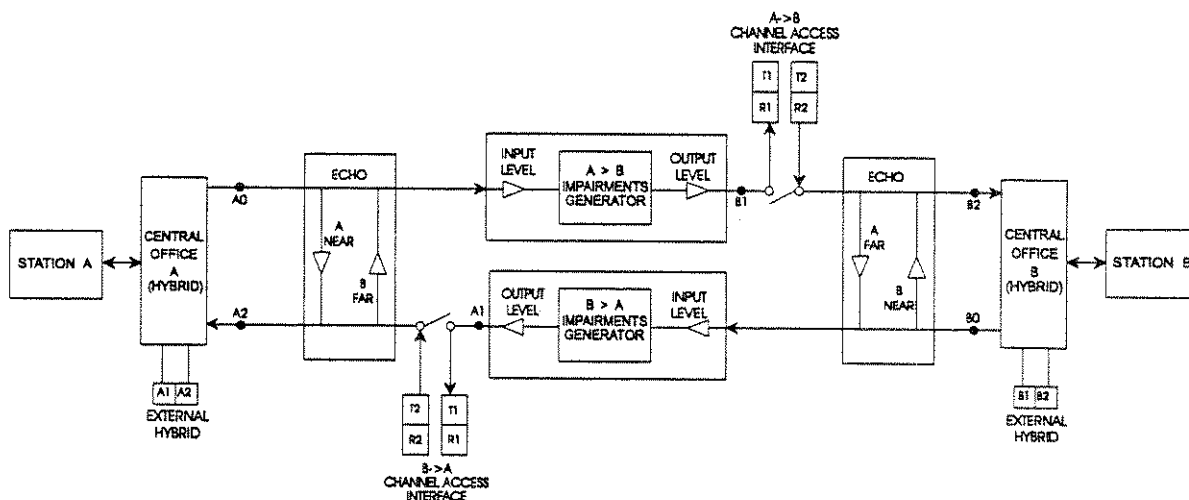 A->B
CHANNEL ACCESS
INTERFACE
T1 T2
R1 R2
ECHO
INPUT
LEVEL
A > B
IMPAIRMENTS
GENERATOR
OUTPUT
LEVEL
ECHO
A0
B1
B2
STATION A
CENTRAL
OFFICE
A
(HYBRID)
A
NEAR
B
FAR
A
FAR
B
NEAR
CENTRAL
OFFICE
B
(HYBRID)
STATION B
A2
A1
OUTPUT
LEVEL
B > A
IMPAIRMENTS
GENERATOR
INPUT
LEVEL
B0
A1 A2
EXTERNAL
HYBRID
T2 T1
R2 R1
B->A
CHANNEL ACCESS
INTERFACE
B1 B2
EXTERNAL
HYBRID